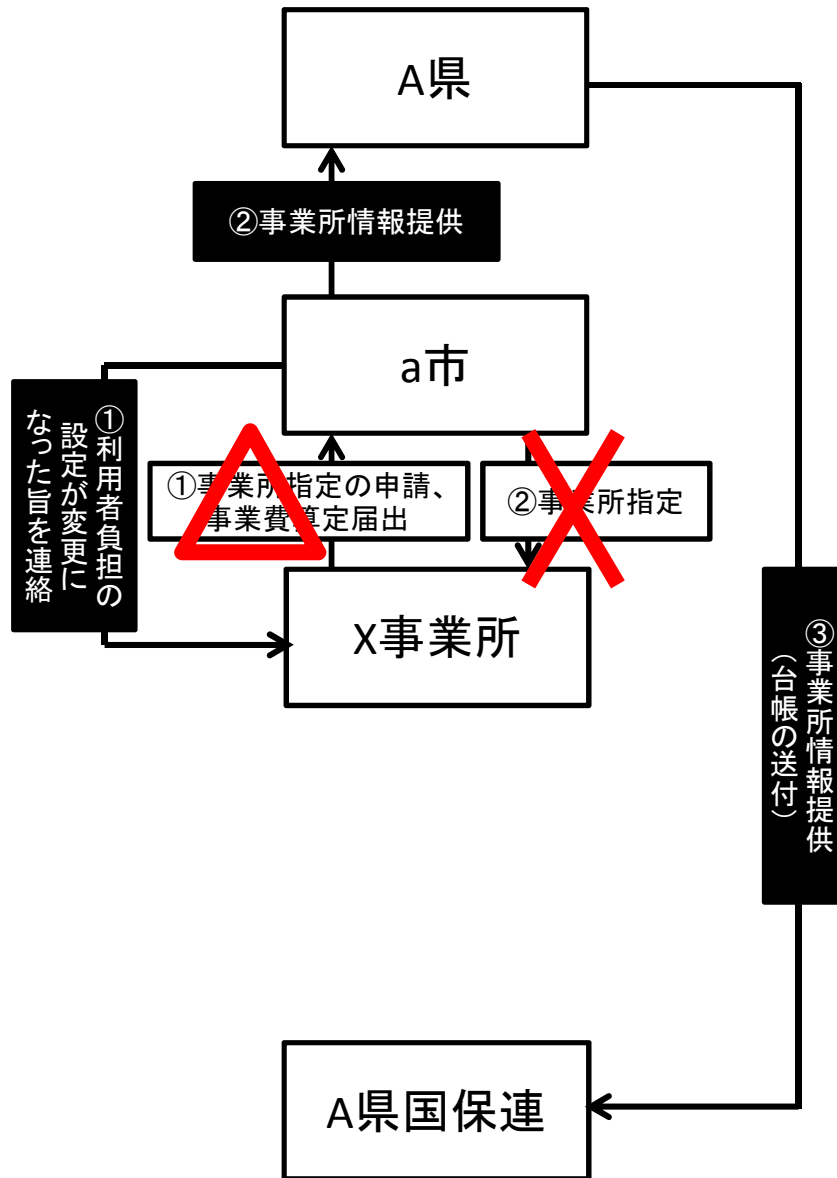 A県
②事業所情報提供
a市
①利用者負担の
設定が変更に
なった旨を連絡
①事業所指定の申請、
事業費算定届出
②事業所指定
X事業所
③事業所情報提供
（台帳の送付）
A県国保連